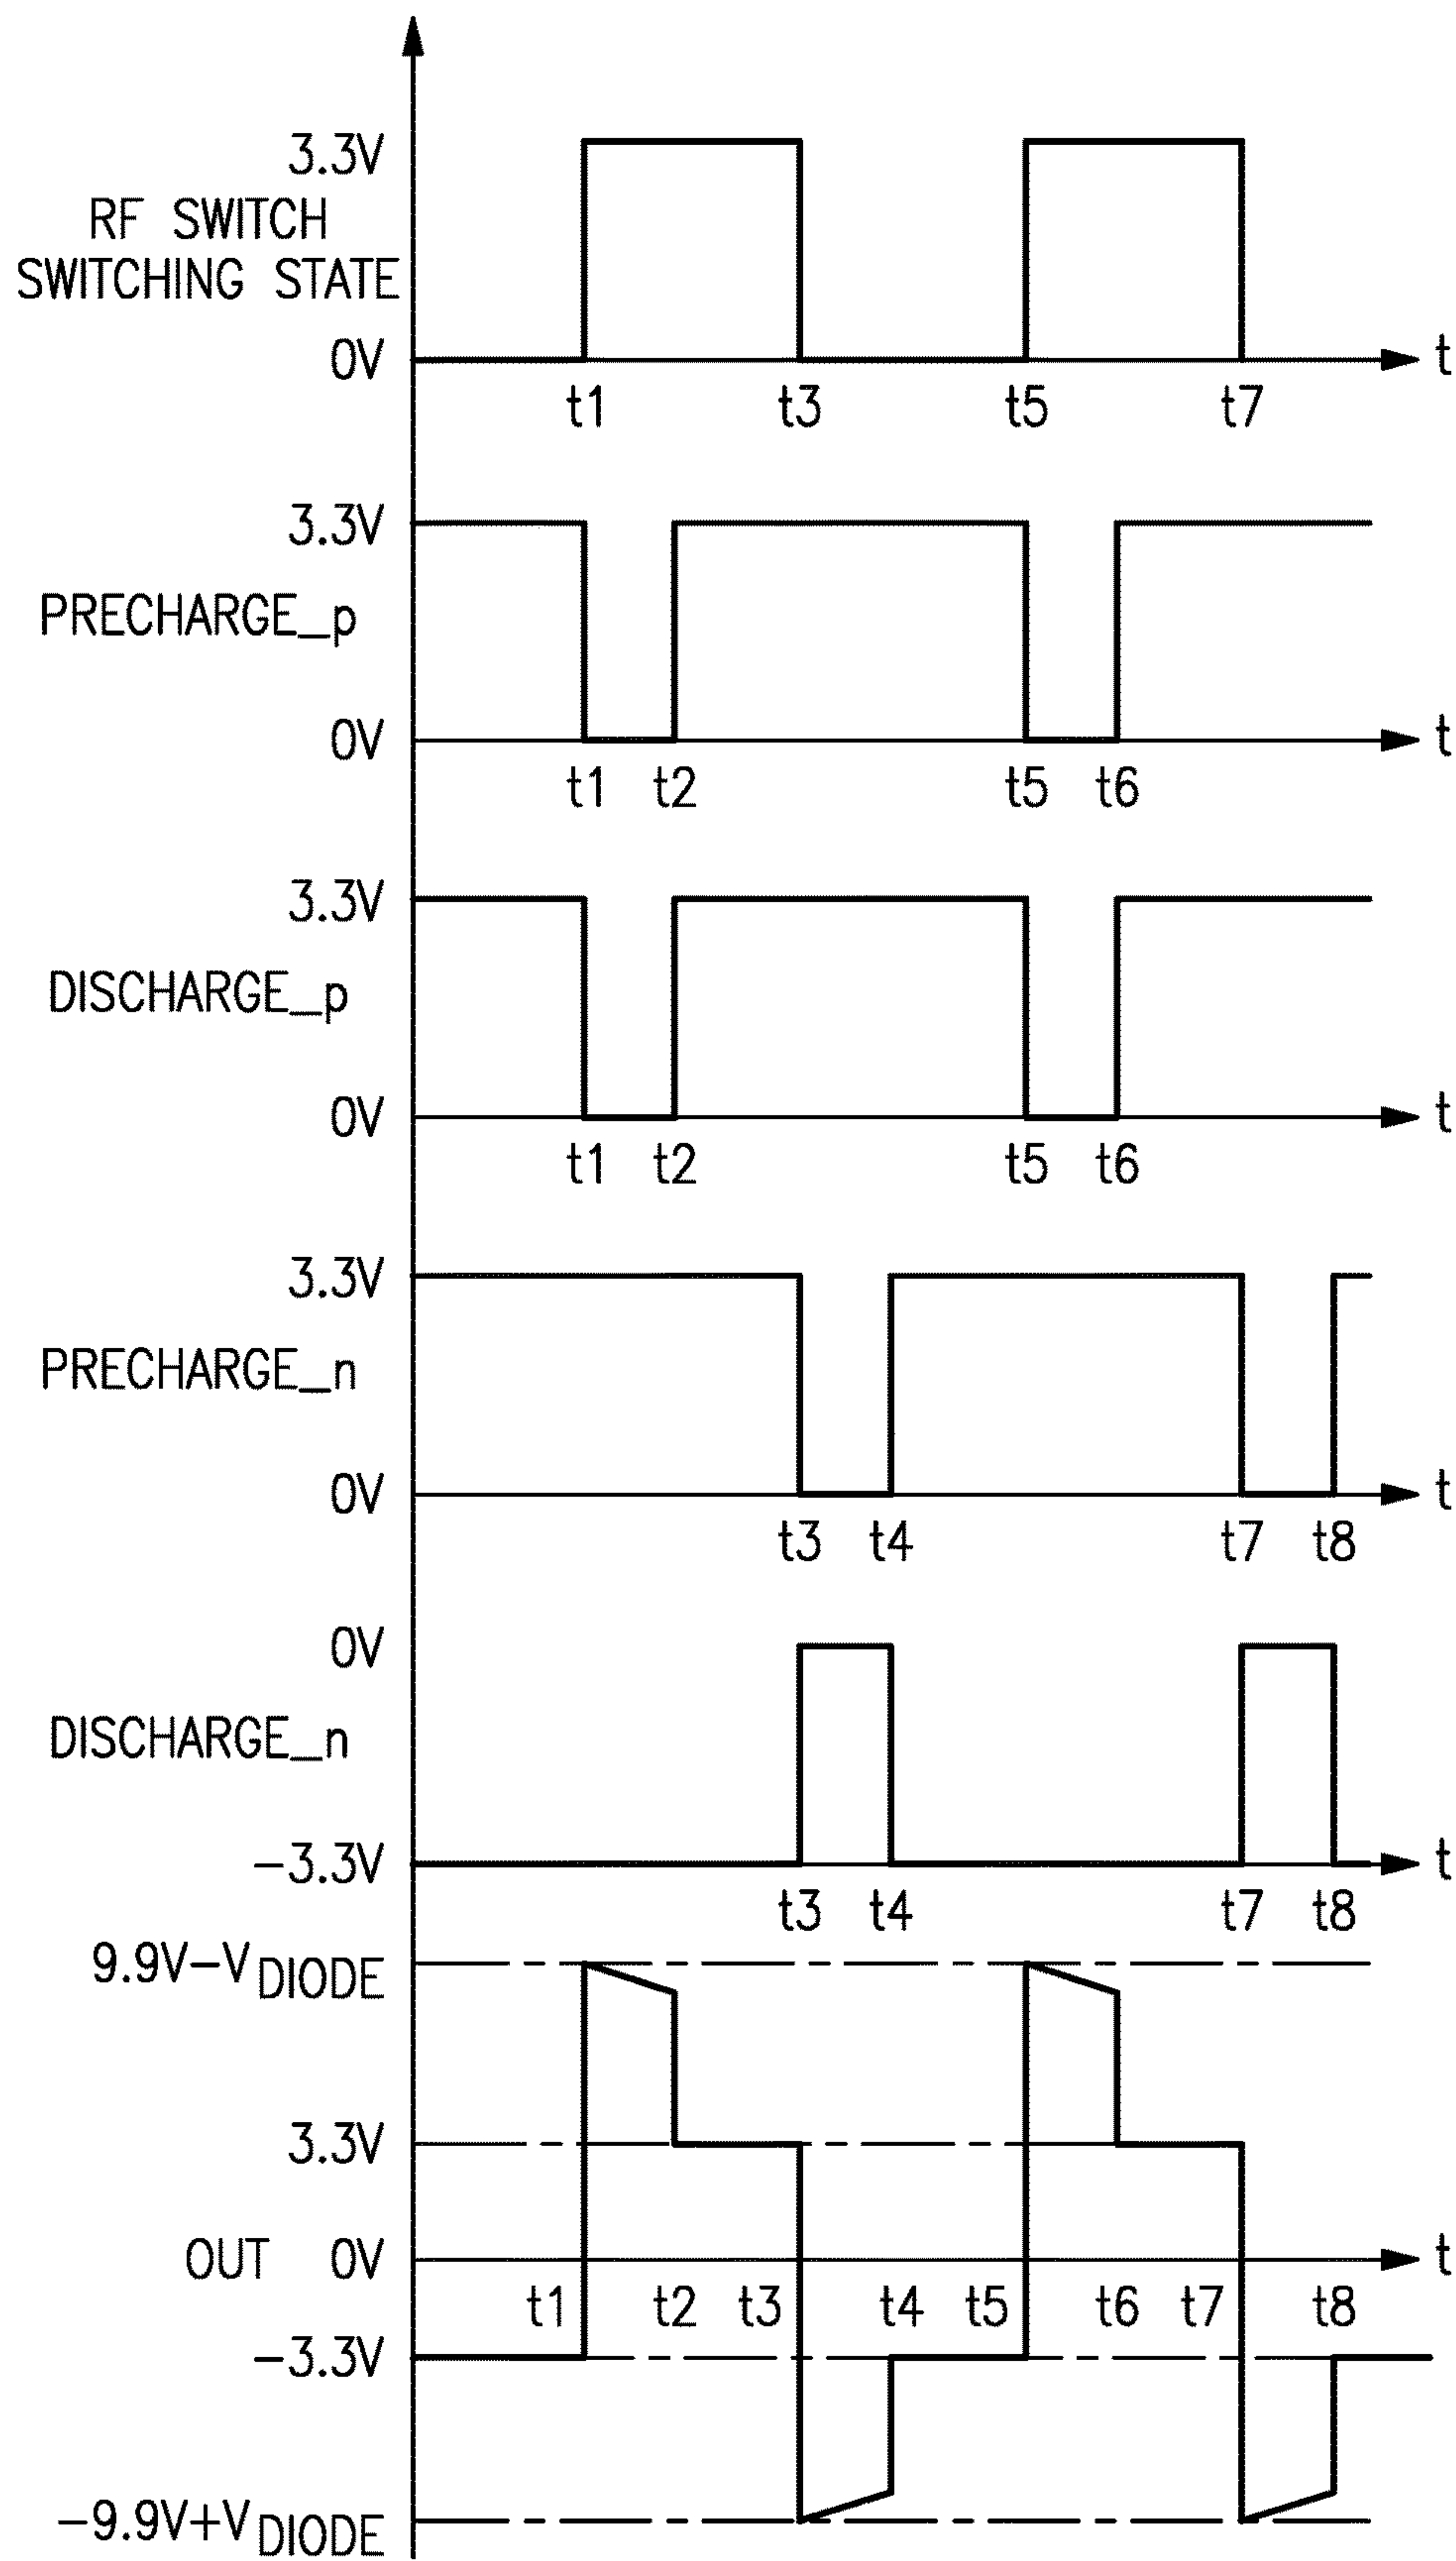 3.3V
RF SWITCH
SWITCHING STATE
0V
t
t1 t3 t5 t7
3.3V
PRECHARGE_p
0V
t
t1 t2 t5 t6
3.3V
DISCHARGE_p
0V
t
t1 t2 t5 t6
3.3V
PRECHARGE_n
0V
t
t3 t4 t7 t8
0V
DISCHARGE_n
-3.3V
t
t3 t4 t7 t8
9.9V-VDIODE
3.3V
OUT 0V
t
t1 t2 t3 t4 t5 t6 t7 t8
-3.3V
-9.9V+VDIODE